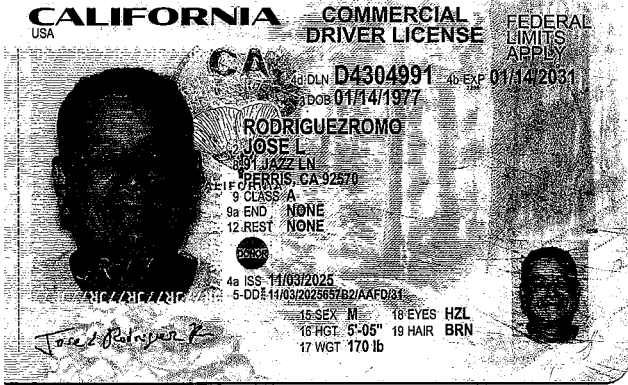 CALIFORNIA
USA
COMMERCIAL
DRIVER LICENSE
FEDERAL
LIMITS
APPLY
CA
4d DLN D4304991 4b EXP 01/14/2031
3 DOB 01/14/1977
RODRIGUEZROMO
2 JOSE L
8 91 JAZZ LN
PERRIS, CA 92570
9 CLASS A
9a END NONE
12 REST NONE
DONOR
4a ISS 11/03/2025
5-DD 11/03/2025657B2/AAFD/31
15 SEX M 18 EYES HZL
16 HGT 5'-05" 19 HAIR BRN
17 WGT 170 lb
Jose L Rodriguez R